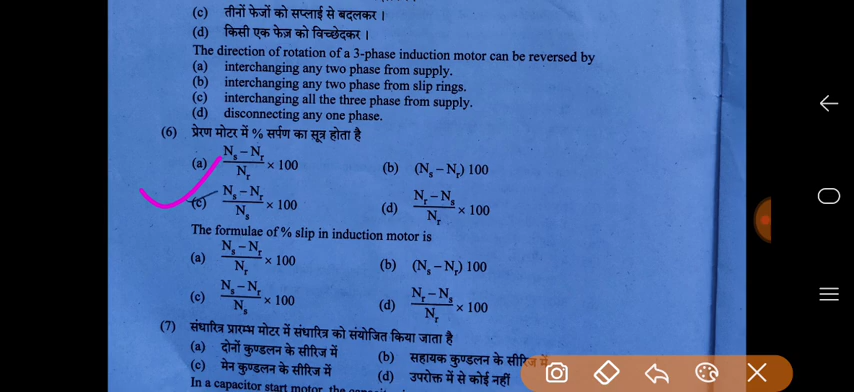 (c) तीनों फेजों को सप्लाई से बदलकर ।
(d) किसी एक फेज़ को विच्छेदकर ।
The direction of rotation of a 3-phase induction motor can be reversed by
(a) interchanging any two phase from supply.
(b) interchanging any two phase from slip rings.
(c) interchanging all the three phase from supply.
(d) disconnecting any one phase.
(6) प्रेरण मोटर में % सर्पण का सूत्र होता है
(a) (Ns – Nr)/Nr × 100 (b) (Ns – Nr) 100
(c) (Ns – Nr)/Ns × 100 (d) (Nr – Ns)/Nr × 100
The formulae of % slip in induction motor is
(a) (Ns – Nr)/Nr × 100 (b) (Ns – Nr) 100
(c) (Ns – Nr)/Ns × 100 (d) (Nr – Ns)/Nr × 100
(7) संधारित्र प्रारम्भ मोटर में संधारित्र को संयोजित किया जाता है
(a) दोनों कुण्डलन के सीरिज में (b) सहायक कुण्डलन के सीरिज में
(c) मेन कुण्डलन के सीरिज में (d) उपरोक्त में से कोई नहीं
In a capacitor start motor, the